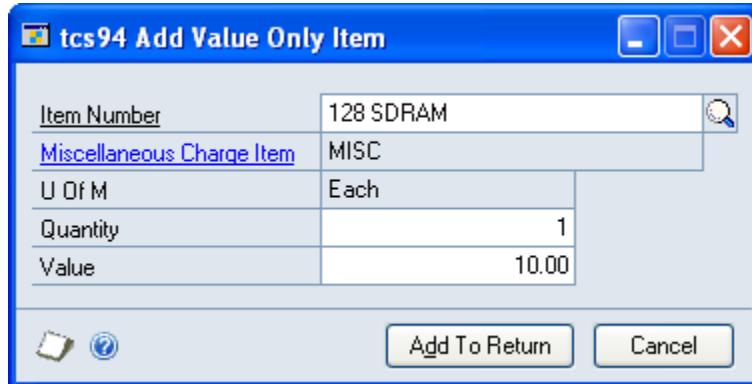 tcs94 Add Value Only Item
Item Number 128 SDRAM
Miscellaneous Charge Item MISC
U Of M Each
Quantity 1
Value 10.00
Add To Return Cancel